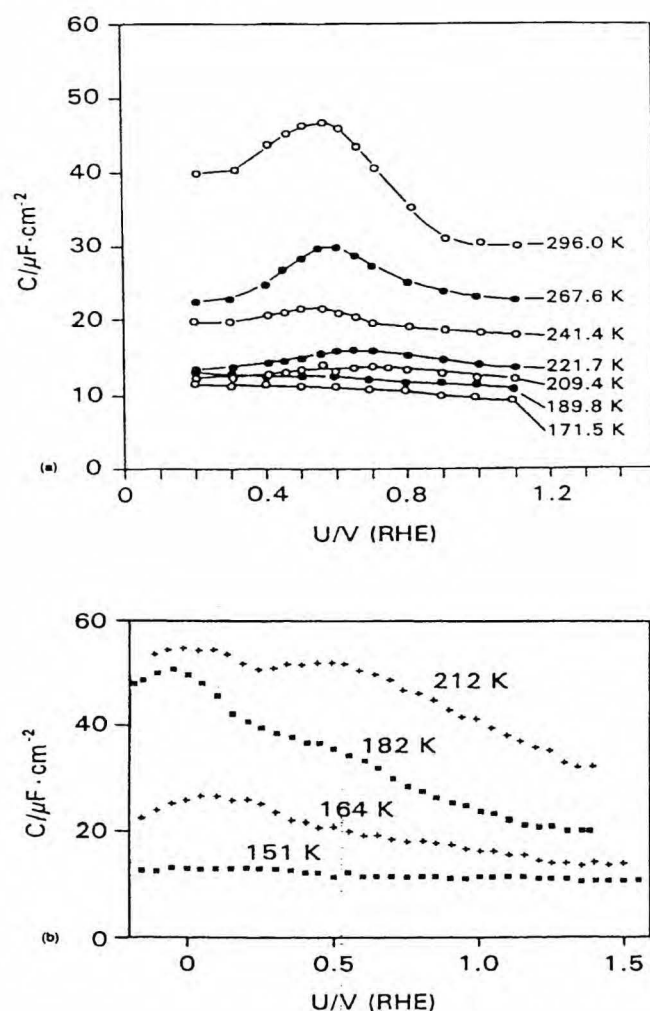 60
50
40
30
20
10
0
C/µF·cm-2
296.0 K
267.6 K
241.4 K
221.7 K
209.4 K
189.8 K
171.5 K
(a)
0 0.4 0.8 1.2
U/V (RHE)
60
40
20
0
C/µF·cm-2
212 K
182 K
164 K
151 K
0 0.5 1.0 1.5
U/V (RHE)